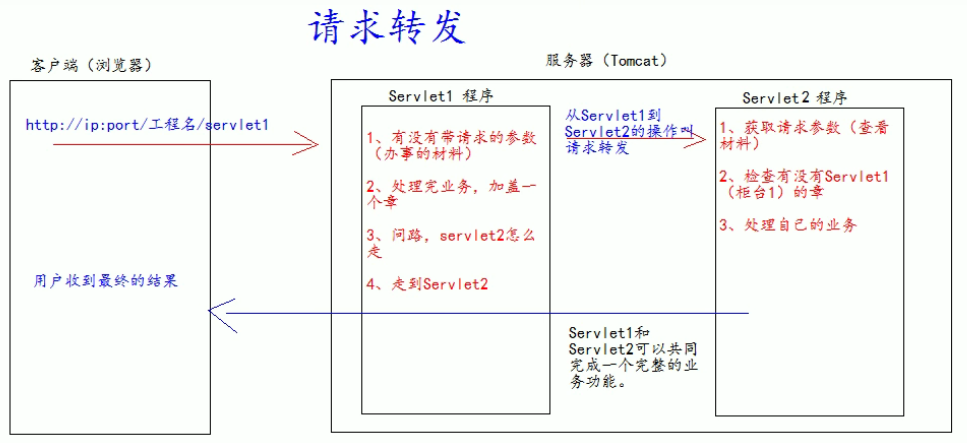 请求转发
客户端（浏览器）
服务器（Tomcat）
http://ip:port/工程名/servlet1
用户收到最终的结果
Servlet1 程序
1、有没有带请求的参数
（办事的材料）
2、处理完业务，加盖一
个章
3、问路，servlet2怎么
走
4、走到Servlet2
从Servlet1到
Servlet2的操作叫
请求转发
Servlet2 程序
1、获取请求参数（查看
材料）
2、检查有没有Servlet1
（柜台1）的章
3、处理自己的业务
Servlet1和
Servlet2可以共同
完成一个完整的业
务功能。